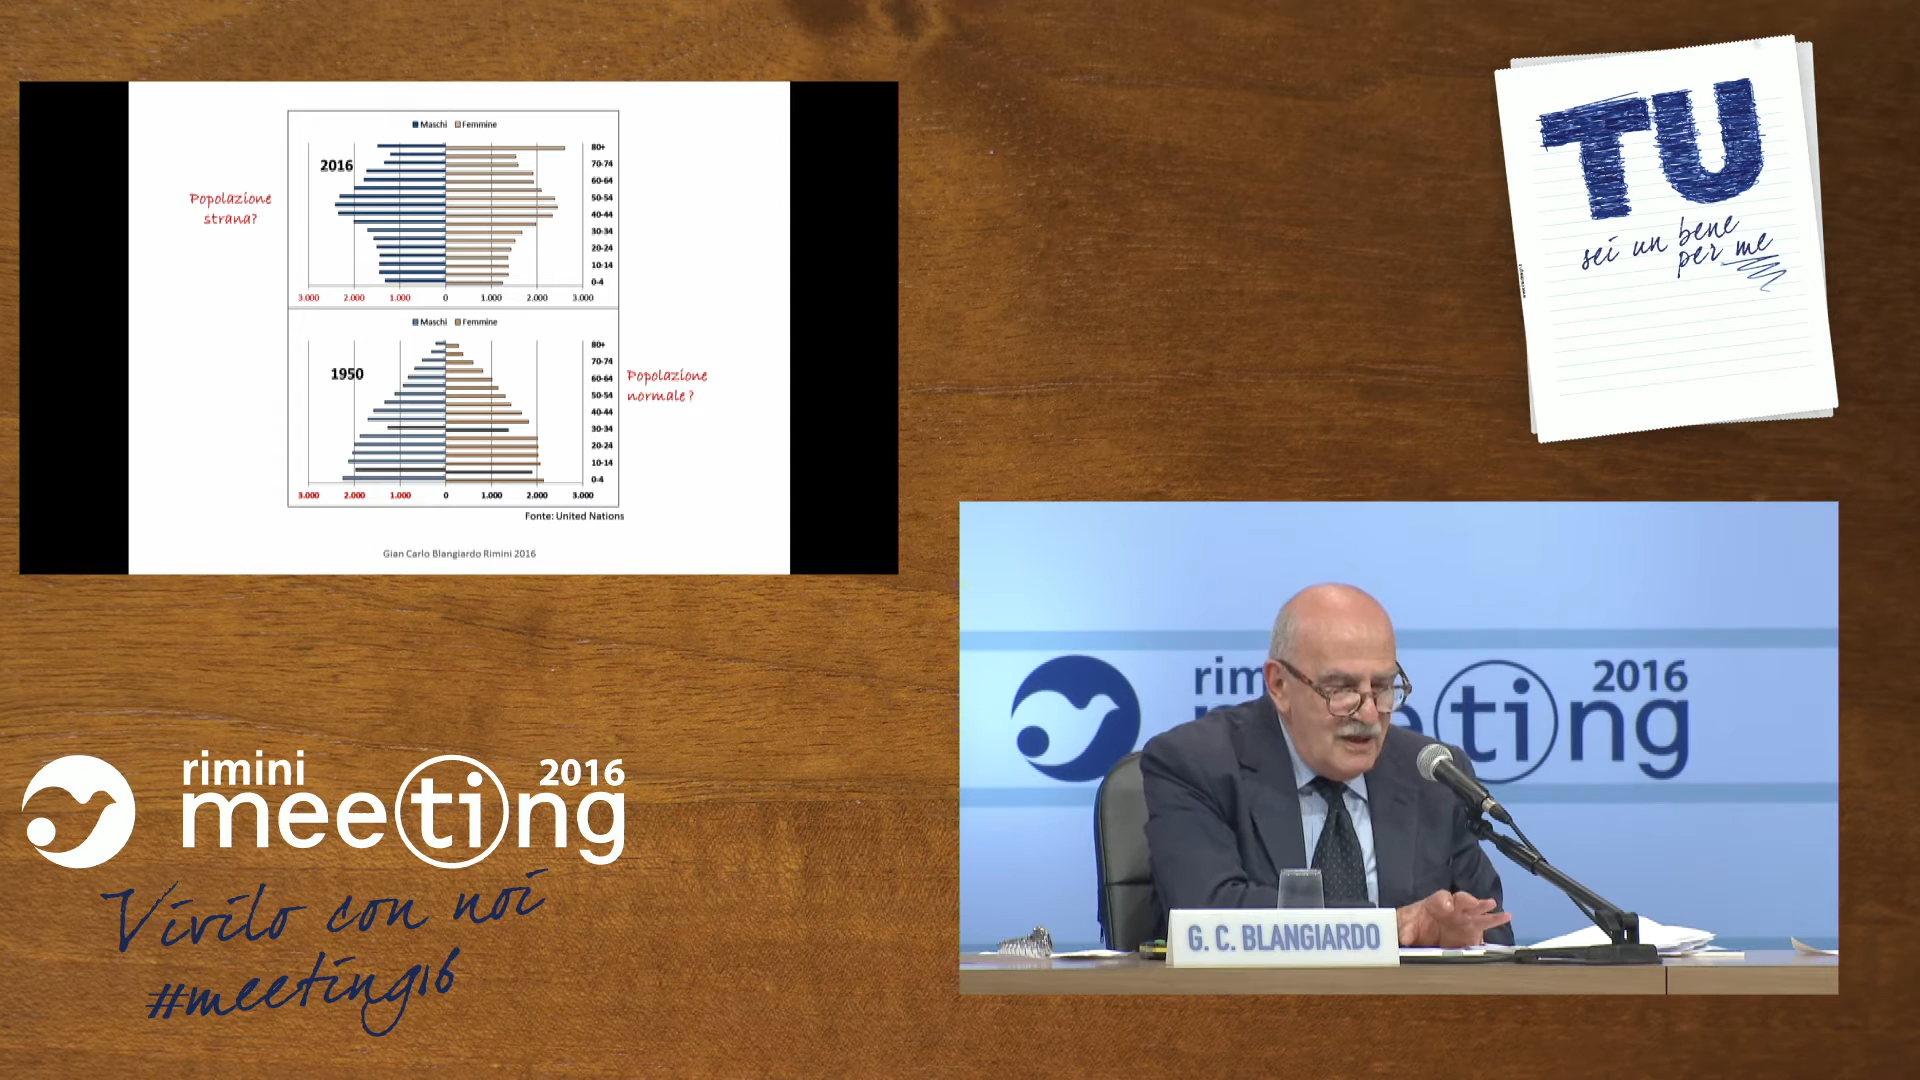 Maschi Femmine
2016
80+
70-74
60-64
50-54
40-44
30-34
20-24
10-14
0-4
3.000 2.000 1.000 0 1.000 2.000 3.000
Popolazione
strana?
Maschi Femmine
1950
80+
70-74
60-64
50-54
40-44
30-34
20-24
10-14
0-4
3.000 2.000 1.000 0 1.000 2.000 3.000
Popolazione
normale?
Fonte: United Nations
Gian Carlo Blangiardo Rimini 2016
TU
sei un bene
per me
rim 2016
meeting
G. C. BLANGIARDO
rimini 2016
meeting
Vivilo con noi
#meeting16